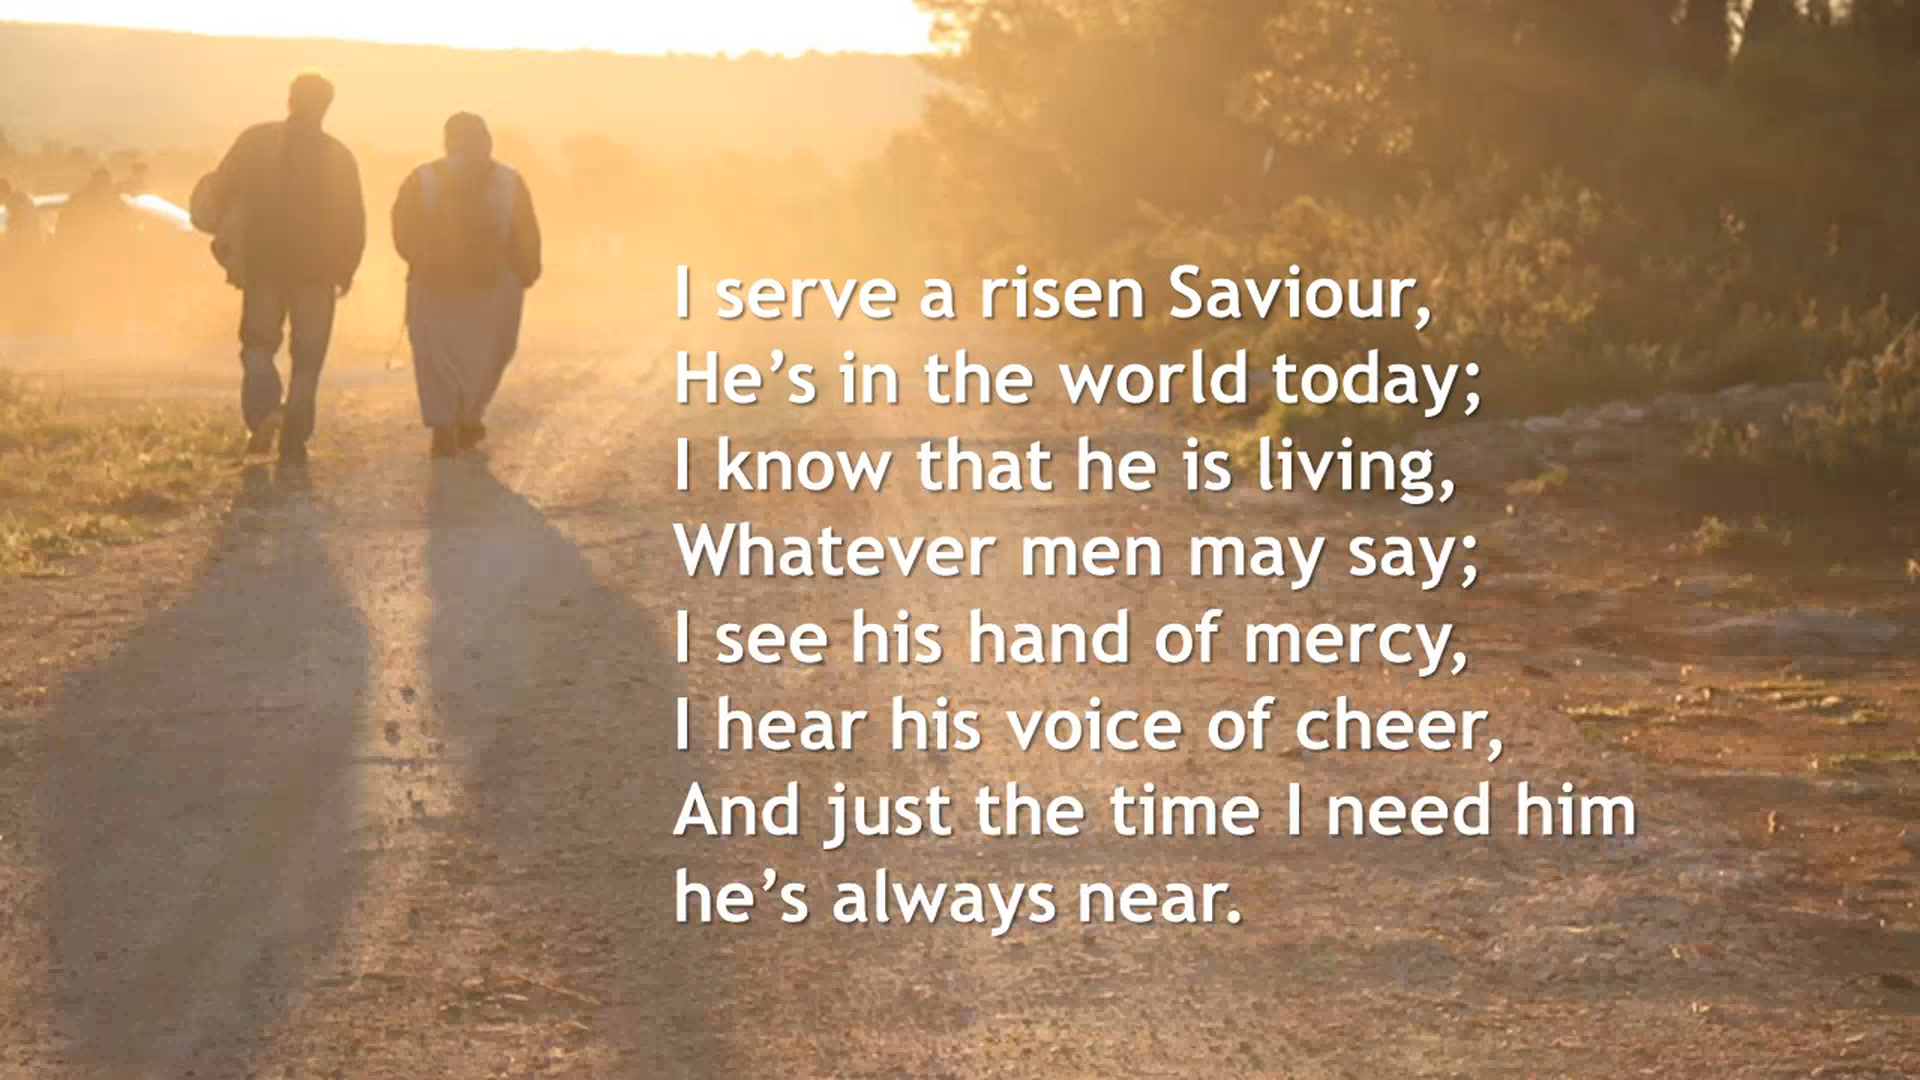 I serve a risen Saviour,
He’s in the world today;
I know that he is living,
Whatever men may say;
I see his hand of mercy,
I hear his voice of cheer,
And just the time I need him
he’s always near.